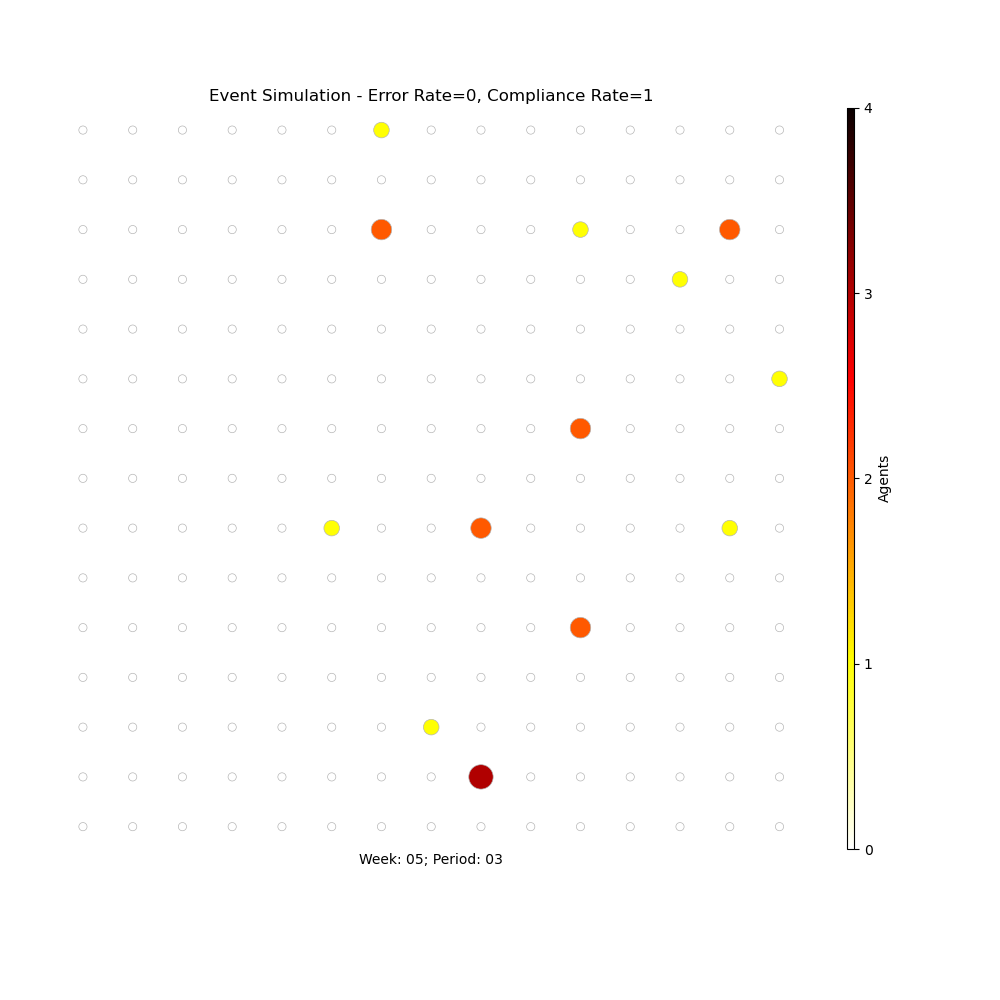 Event Simulation - Error Rate=0, Compliance Rate=1
4
3
2
1
0
Agents
Week: 05; Period: 03